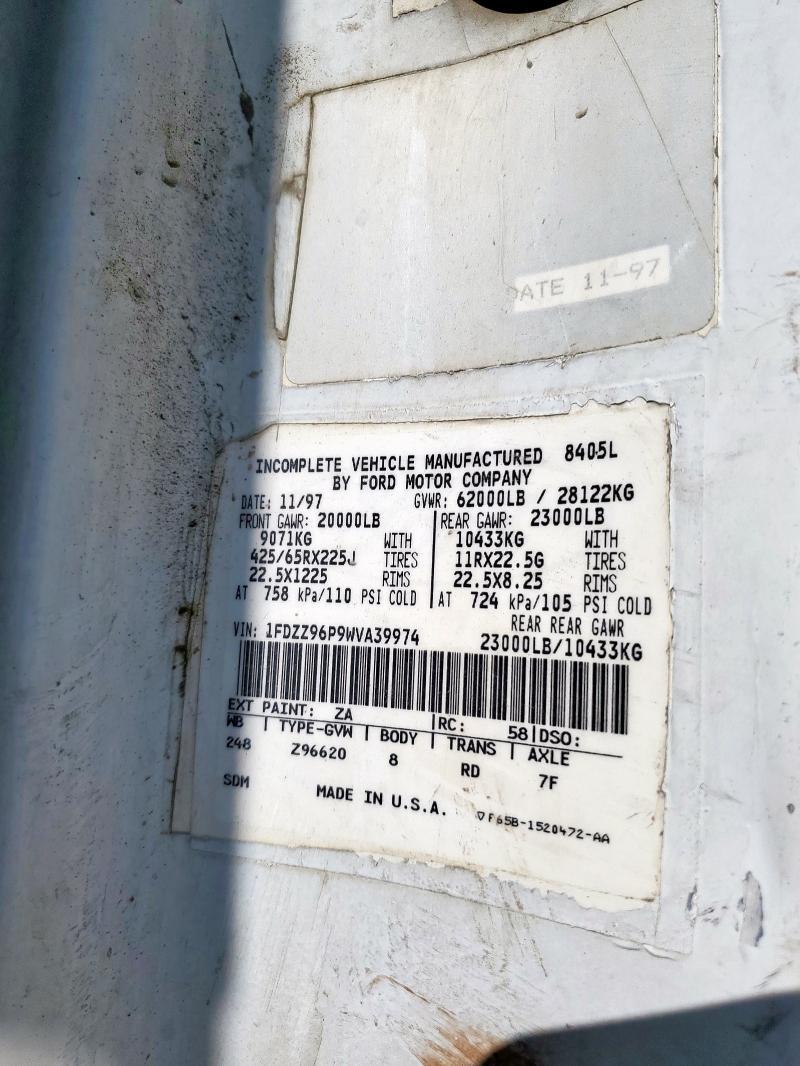 DATE 11-97
INCOMPLETE VEHICLE MANUFACTURED 8405L
BY FORD MOTOR COMPANY
DATE: 11/97 GVWR: 62000LB / 28122KG
FRONT GAWR: 20000LB REAR GAWR: 23000LB
9071KG WITH 10433KG WITH
425/65RX225J TIRES 11RX22.5G TIRES
22.5X1225 RIMS 22.5X8.25 RIMS
AT 758 kPa/110 PSI COLD AT 724 kPa/105 PSI COLD
REAR REAR GAWR
VIN: 1FDZZ96P9WVA39974 23000LB/10433KG
EXT PAINT: ZA RC: 58 DSO:
WB TYPE-GVW BODY TRANS AXLE
248 Z96620 8 RD 7F
SDM MADE IN U.S.A. ▽F65B-1520472-AA